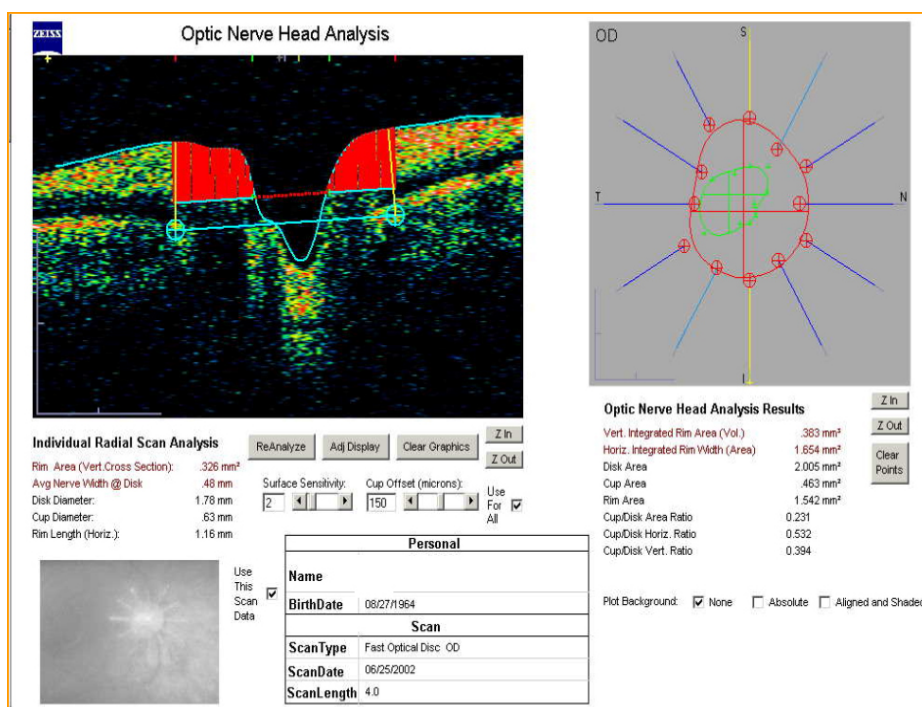 ZEISS
Optic Nerve Head Analysis
OD
S
T
N
I
Individual Radial Scan Analysis
ReAnalyze
Adj Display
Clear Graphics
Z In
Z Out
Rim Area (Vert.Cross Section): .326 mm²
Avg Nerve Width @ Disk .48 mm
Disk Diameter: 1.78 mm
Cup Diameter: .63 mm
Rim Length (Horiz.): 1.16 mm
Surface Sensitivity:
2
Cup Offset (microns):
150
Use
For
All
Use
This
Scan
Data
Personal
Name
BirthDate 08/27/1964
Scan
ScanType Fast Optical Disc OD
ScanDate 06/25/2002
ScanLength 4.0
Optic Nerve Head Analysis Results
Vert. Integrated Rim Area (Vol.) .383 mm³
Horiz. Integrated Rim Width (Area) 1.654 mm²
Disk Area 2.005 mm²
Cup Area .463 mm²
Rim Area 1.542 mm²
Cup/Disk Area Ratio 0.231
Cup/Disk Horiz. Ratio 0.532
Cup/Disk Vert. Ratio 0.394
Z In
Z Out
Clear
Points
Plot Background: None Absolute Aligned and Shaded